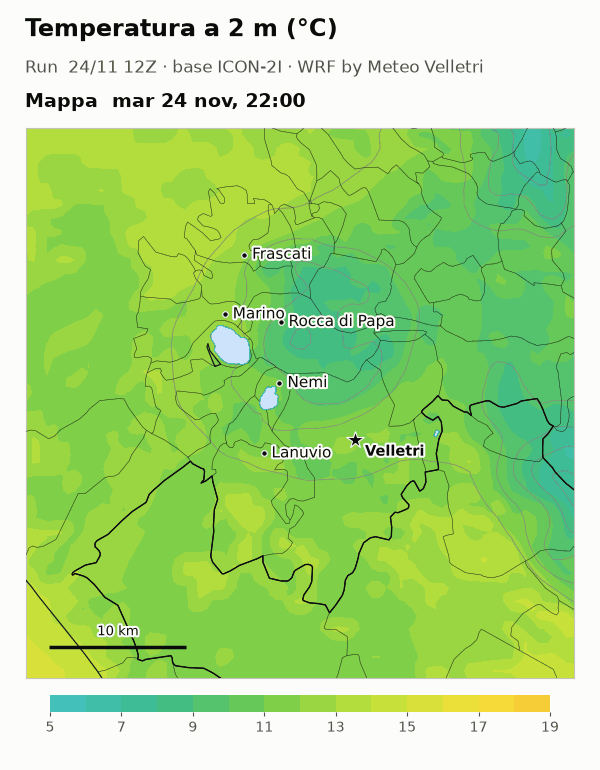 Temperatura a 2 m (°C)
Run  24/11 12Z · base ICON-2I · WRF by Meteo Velletri
Mappa  mar 24 nov, 22:00
Frascati
Marino
Rocca di Papa
Nemi
Velletri
Lanuvio
10 km
5 7 9 11 13 15 17 19